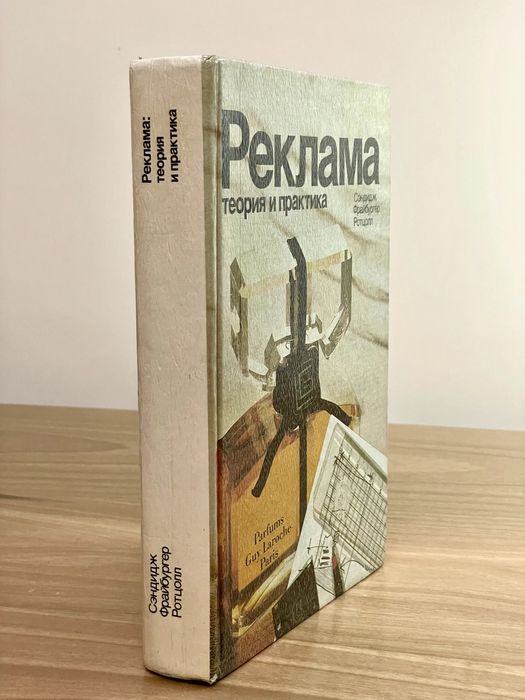 Реклама:
теория
и практика
Сэндидж
Фрайбургер
Ротцолл
Реклама
теория и практика
Сэндидж
Фрайбургер
Ротцолл
Parfums
Guy Laroche
Paris